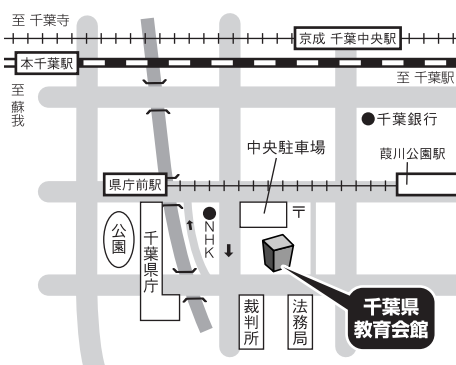 至 千葉寺
京成 千葉中央駅
本千葉駅
至 千葉駅
至 蘇我
千葉銀行
中央駐車場
葭川公園駅
県庁前駅
〒
公園
千葉県庁
NHK
裁判所
法務局
千葉県
教育会館